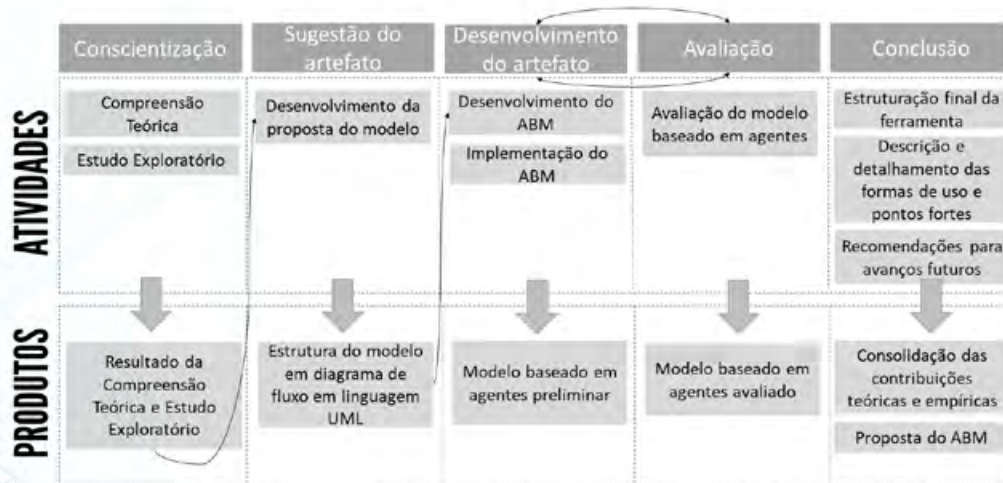 Conscientização
Sugestão do
artefato
Desenvolvimento
do artefato
Avaliação
Conclusão
ATIVIDADES
Compreensão
Teórica
Estudo Exploratório
Desenvolvimento da
proposta do modelo
Desenvolvimento do
ABM
Implementação do
ABM
Avaliação do modelo
baseado em agentes
Estruturação final da
ferramenta
Descrição e
detalhamento das
formas de uso e
pontos fortes
Recomendações para
avanços futuros
PRODUTOS
Resultado da
Compreensão
Teórica e Estudo
Exploratório
Estrutura do modelo
em diagrama de
fluxo em linguagem
UML
Modelo baseado em
agentes preliminar
Modelo baseado em
agentes avaliado
Consolidação das
contribuições
teóricas e empíricas
Proposta do ABM